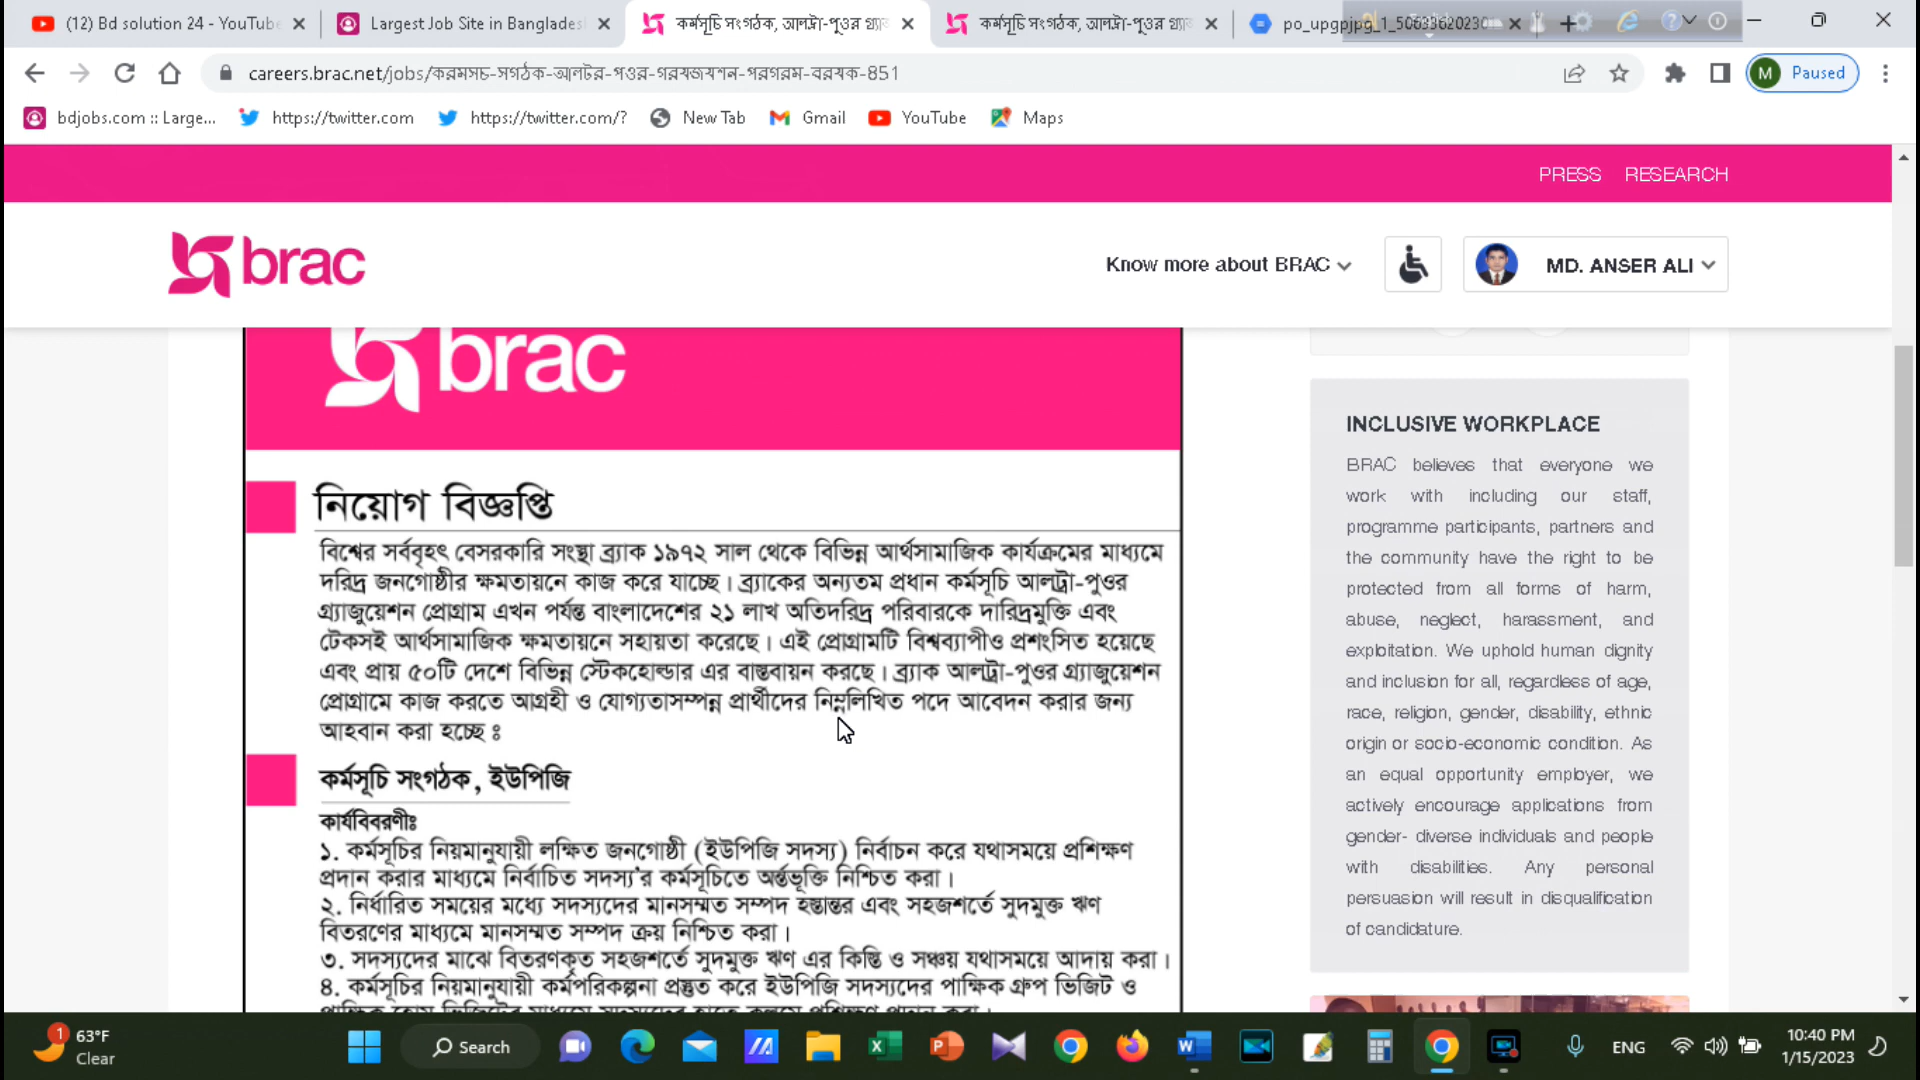 (12) Bd solution 24 - YouTube
Largest Job Site in Bangladesh
কর্মসূচি সংগঠক, আলট্রা-পুওর গ্র্যা
কর্মসূচি সংগঠক, আলট্রা-পুওর গ্র্যা
po_upgpjpg_1_50633620230
careers.brac.net/jobs/করমসচ-সগঠক-আলটর-পওর-গরযজযশন-পরগরম-বরযক-851
M Paused
bdjobs.com :: Large...
https://twitter.com
https://twitter.com/?
New Tab
Gmail
YouTube
Maps
PRESS RESEARCH
brac
Know more about BRAC
MD. ANSER ALI
brac
নিয়োগ বিজ্ঞপ্তি
বিশ্বের সর্ববৃহৎ বেসরকারি সংস্থা ব্র্যাক ১৯৭২ সাল থেকে বিভিন্ন আর্থসামাজিক কার্যক্রমের মাধ্যমে
দরিদ্র জনগোষ্ঠীর ক্ষমতায়নে কাজ করে যাচ্ছে। ব্র্যাকের অন্যতম প্রধান কর্মসূচি আলট্রা-পুওর
গ্র্যাজুয়েশন প্রোগ্রাম এখন পর্যন্ত বাংলাদেশের ২১ লাখ অতিদরিদ্র পরিবারকে দারিদ্রমুক্তি এবং
টেকসই আর্থসামাজিক ক্ষমতায়নে সহায়তা করেছে। এই প্রোগ্রামটি বিশ্বব্যাপীও প্রশংসিত হয়েছে
এবং প্রায় ৫০টি দেশে বিভিন্ন স্টেকহোল্ডার এর বাস্তবায়ন করছে। ব্র্যাক আলট্রা-পুওর গ্র্যাজুয়েশন
প্রোগ্রামে কাজ করতে আগ্রহী ও যোগ্যতাসম্পন্ন প্রার্থীদের নিম্নলিখিত পদে আবেদন করার জন্য
আহবান করা হচ্ছে ঃ
কর্মসূচি সংগঠক, ইউপিজি
কার্যবিবরণীঃ
১. কর্মসূচির নিয়মানুযায়ী লক্ষিত জনগোষ্ঠী (ইউপিজি সদস্য) নির্বাচন করে যথাসময়ে প্রশিক্ষণ
প্রদান করার মাধ্যমে নির্বাচিত সদস্য'র কর্মসূচিতে অর্ন্তভূক্তি নিশ্চিত করা।
২. নির্ধারিত সময়ের মধ্যে সদস্যদের মানসম্মত সম্পদ হস্তান্তর এবং সহজশর্তে সুদমুক্ত ঋণ
বিতরণের মাধ্যমে মানসম্মত সম্পদ ক্রয় নিশ্চিত করা।
৩. সদস্যদের মাঝে বিতরণকৃত সহজশর্তে সুদমুক্ত ঋণ এর কিস্তি ও সঞ্চয় যথাসময়ে আদায় করা।
৪. কর্মসূচির নিয়মানুযায়ী কর্মপরিকল্পনা প্রস্তুত করে ইউপিজি সদস্যদের পাক্ষিক গ্রুপ ভিজিট ও
INCLUSIVE WORKPLACE
BRAC believes that everyone we
work with including our staff,
programme participants, partners and
the community have the right to be
protected from all forms of harm,
abuse, neglect, harassment, and
exploitation. We uphold human dignity
and inclusion for all, regardless of age,
race, religion, gender, disability, ethnic
origin or socio-economic condition. As
an equal opportunity employer, we
actively encourage applications from
gender- diverse individuals and people
with disabilities. Any personal
persuasion will result in disqualification
of candidature.
1
63°F
Clear
Search
ENG
10:40 PM
1/15/2023